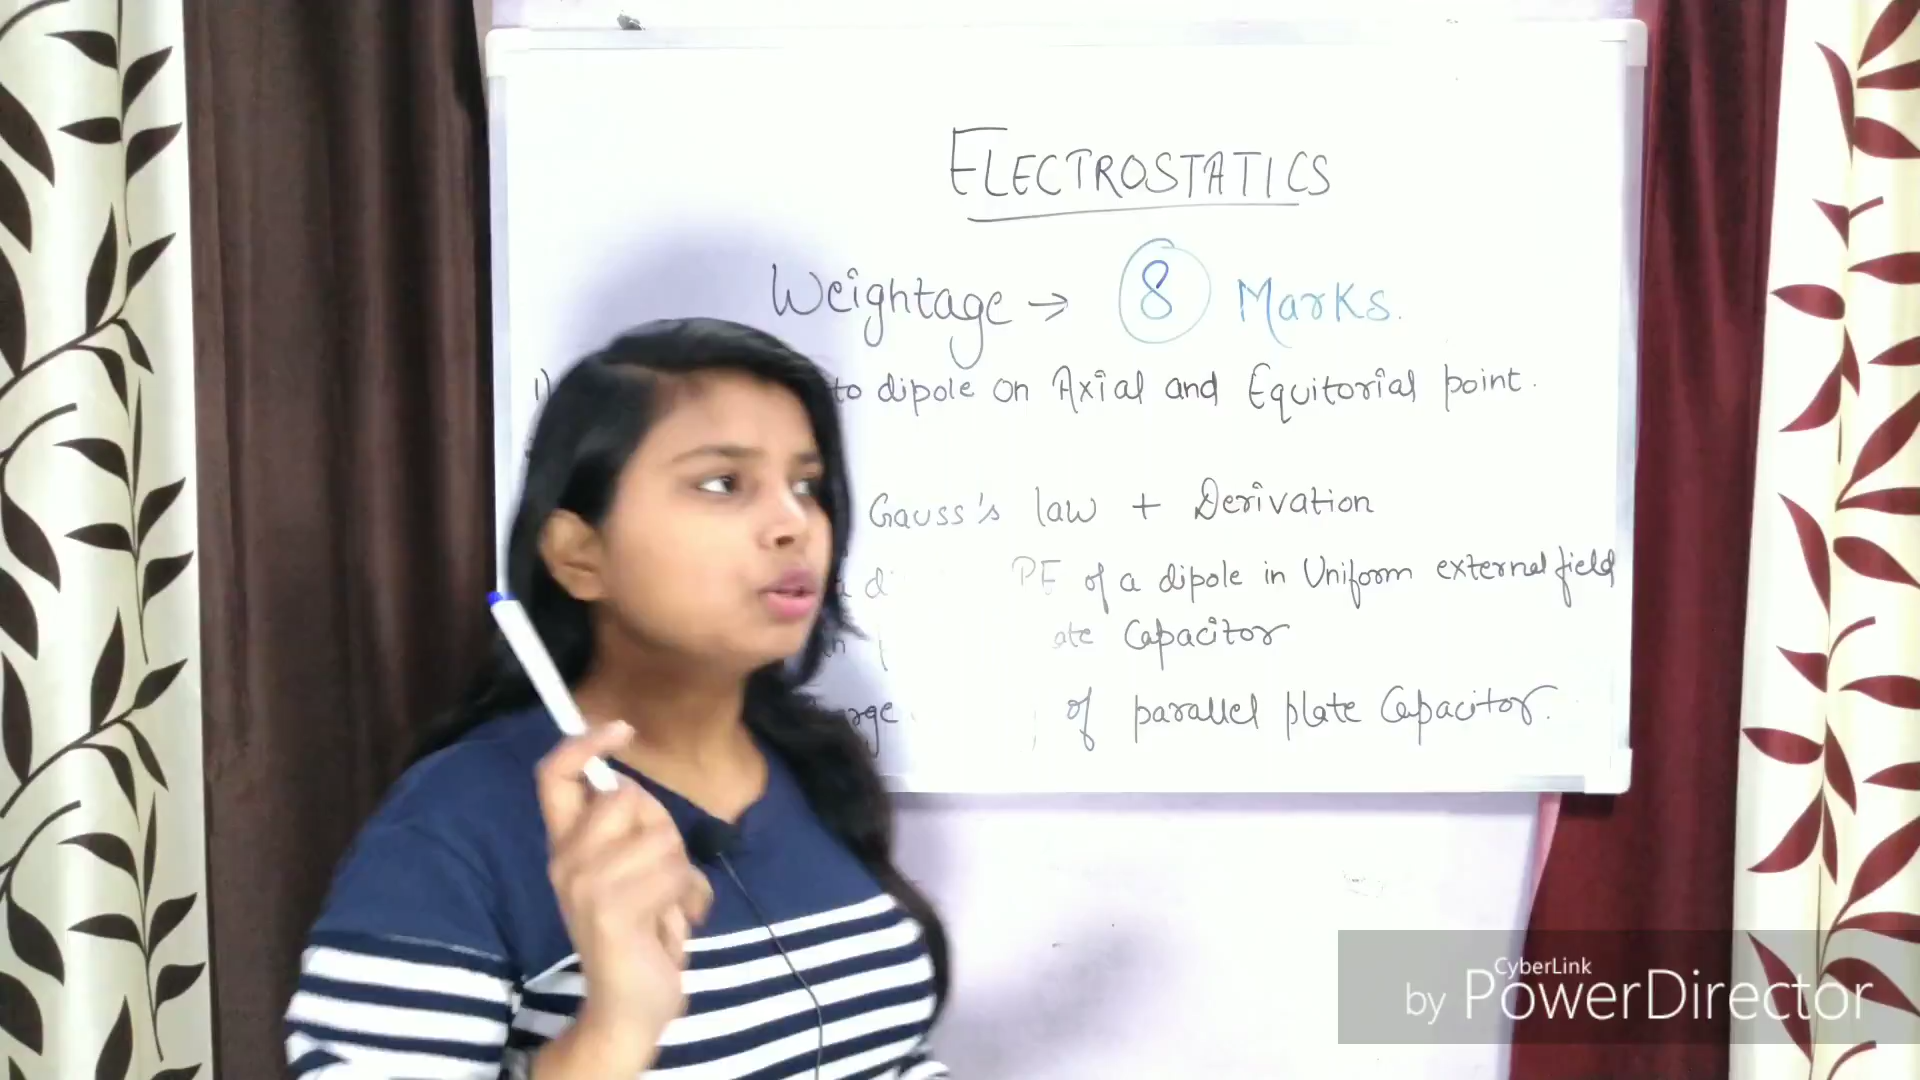 ELECTROSTATICS
Weightage → 8 Marks.
1) to dipole on Axial and Equitorial point.
Gauss's law + Derivation
PE of a dipole in Uniform external field
Capacitor
of parallel plate Capacitor.
CyberLink
by PowerDirector